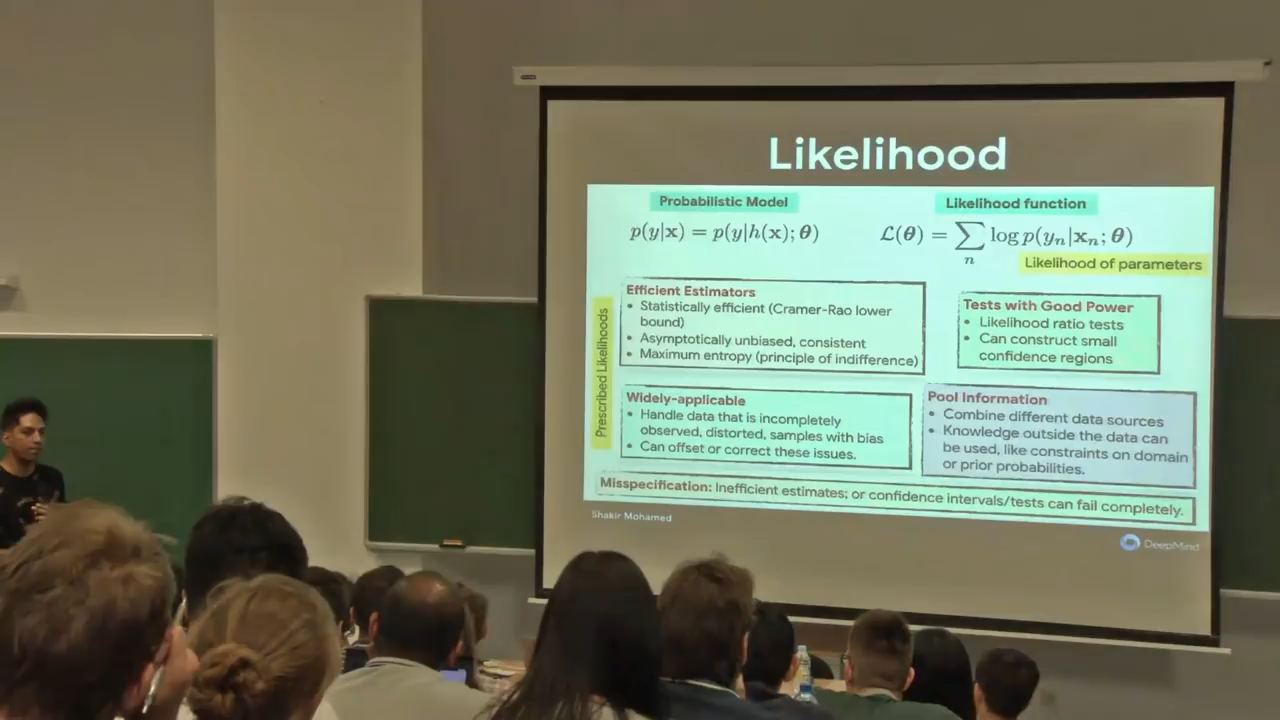 Likelihood
Probabilistic Model
p(y|x) = p(y|h(x); θ)
Likelihood function
L(θ) = ∑ₙ log p(yₙ|xₙ; θ)
Likelihood of parameters
Prescribed Likelihoods
Efficient Estimators
• Statistically efficient (Cramer-Rao lower
bound)
• Asymptotically unbiased, consistent
• Maximum entropy (principle of indifference)
Tests with Good Power
• Likelihood ratio tests
• Can construct small
confidence regions
Widely-applicable
• Handle data that is incompletely
observed, distorted, samples with bias
• Can offset or correct these issues.
Pool Information
• Combine different data sources
• Knowledge outside the data can
be used, like constraints on domain
or prior probabilities.
Misspecification: Inefficient estimates; or confidence intervals/tests can fail completely.
Shakir Mohamed
DeepMind